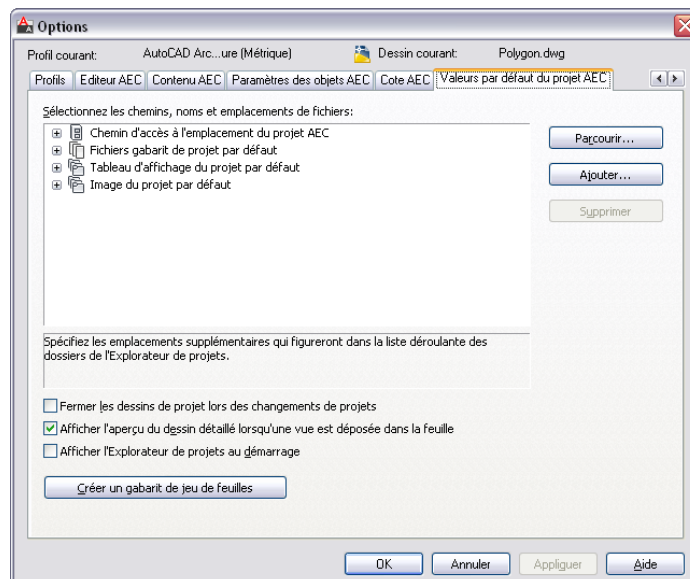 Options
Profil courant: AutoCAD Arc...ure (Métrique) Dessin courant: Polygon.dwg
Profils Editeur AEC Contenu AEC Paramètres des objets AEC Cote AEC Valeurs par défaut du projet AEC
Sélectionnez les chemins, noms et emplacements de fichiers:
Chemin d'accès à l'emplacement du projet AEC
Fichiers gabarit de projet par défaut
Tableau d'affichage du projet par défaut
Image du projet par défaut
Parcourir...
Ajouter...
Supprimer
Spécifiez les emplacements supplémentaires qui figureront dans la liste déroulante des
dossiers de l'Explorateur de projets.
Fermer les dessins de projet lors des changements de projets
Afficher l'aperçu du dessin détaillé lorsqu'une vue est déposée dans la feuille
Afficher l'Explorateur de projets au démarrage
Créer un gabarit de jeu de feuilles
OK Annuler Appliquer Aide